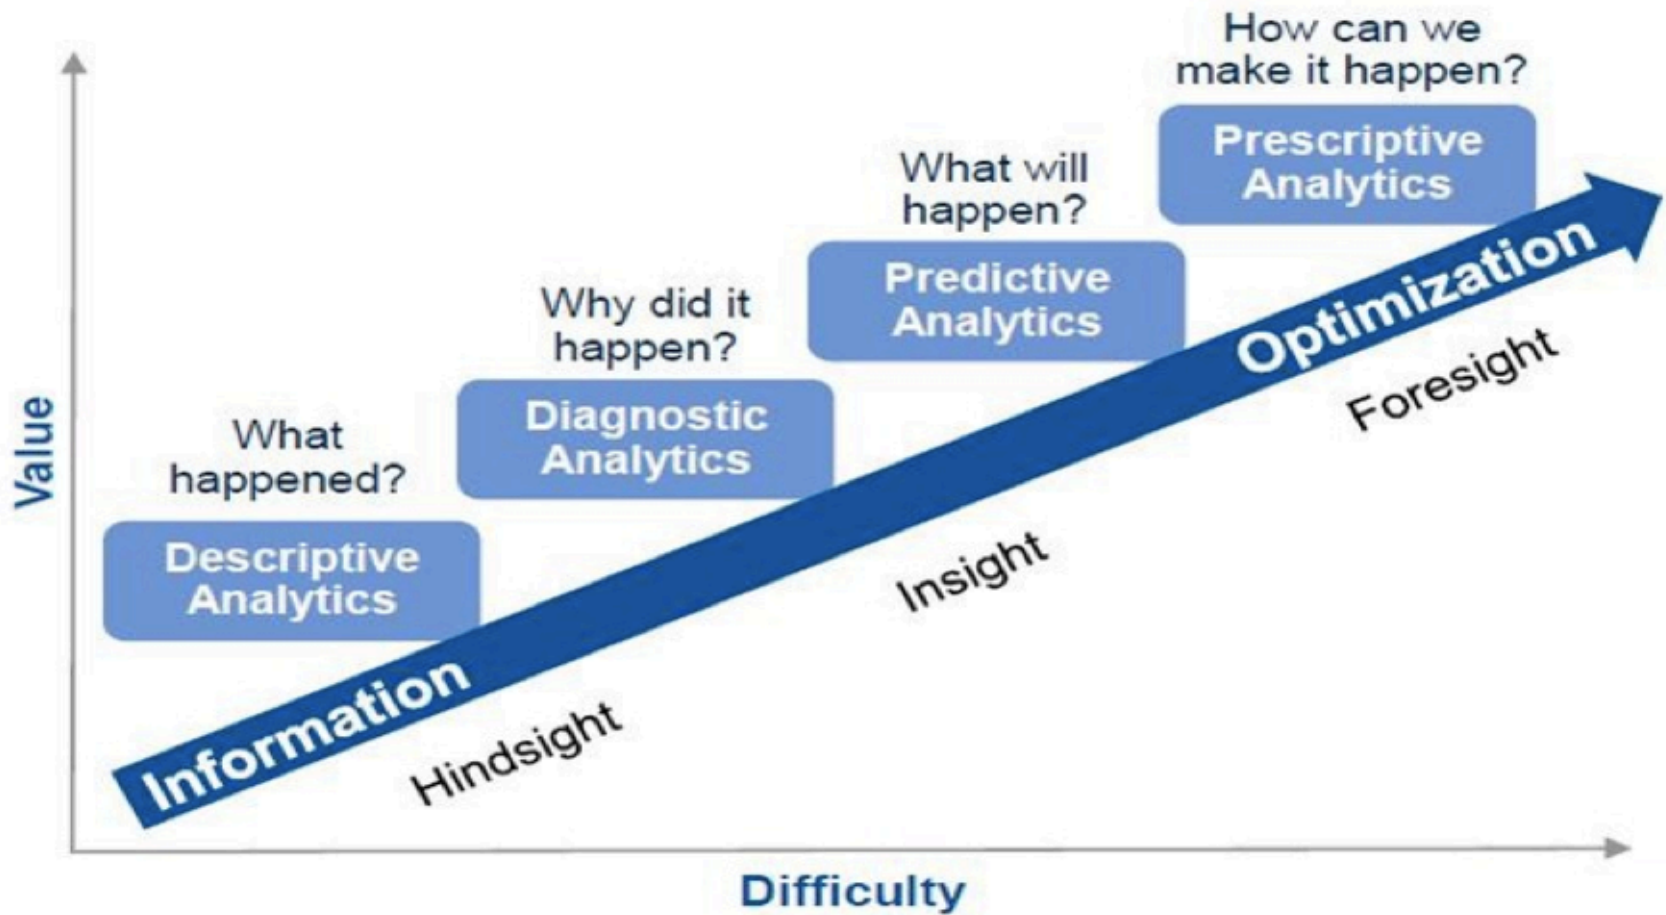 How can we
make it happen?
Prescriptive
Analytics
What will
happen?
Predictive
Analytics
Why did it
happen?
Diagnostic
Analytics
What
happened?
Descriptive
Analytics
Value
Information
Optimization
Hindsight
Insight
Foresight
Difficulty